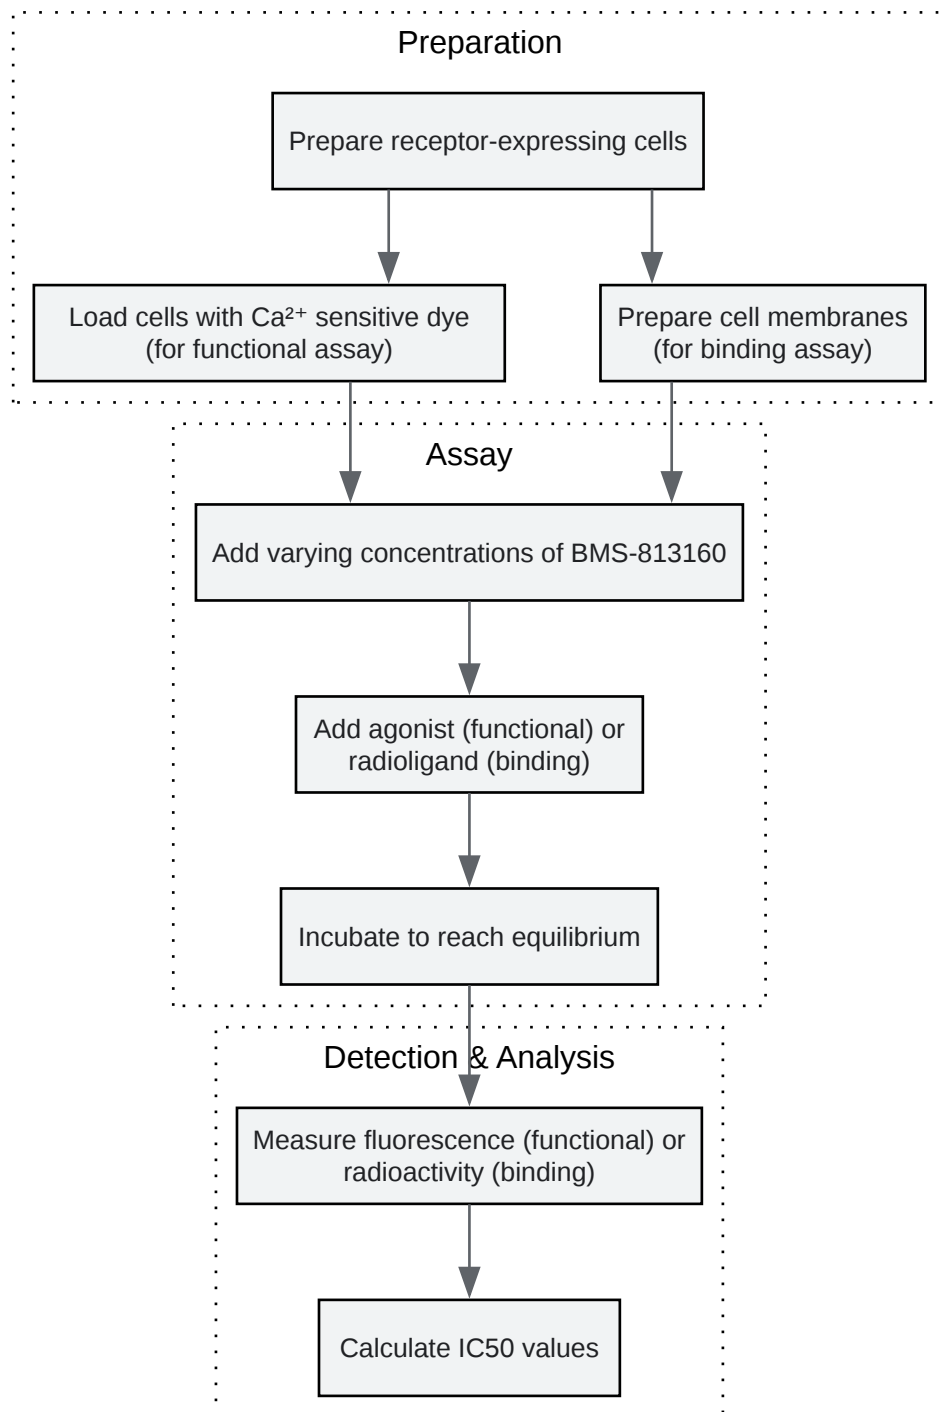 Preparation
Prepare receptor-expressing cells
Load cells with Ca²⁺ sensitive dye
(for functional assay)
Prepare cell membranes
(for binding assay)
Assay
Add varying concentrations of BMS-813160
Add agonist (functional) or
radioligand (binding)
Incubate to reach equilibrium
Detection & Analysis
Measure fluorescence (functional) or
radioactivity (binding)
Calculate IC50 values